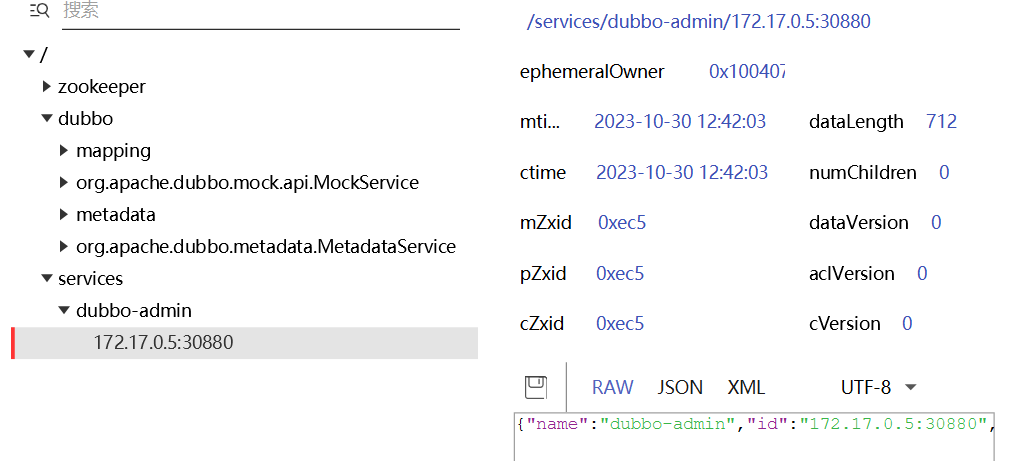 搜索
/
zookeeper
dubbo
mapping
org.apache.dubbo.mock.api.MockService
metadata
org.apache.dubbo.metadata.MetadataService
services
dubbo-admin
172.17.0.5:30880
/services/dubbo-admin/172.17.0.5:30880
ephemeralOwner 0x100407
mti... 2023-10-30 12:42:03 dataLength 712
ctime 2023-10-30 12:42:03 numChildren 0
mZxid 0xec5 dataVersion 0
pZxid 0xec5 aclVersion 0
cZxid 0xec5 cVersion 0
RAW JSON XML UTF-8
{"name":"dubbo-admin","id":"172.17.0.5:30880",